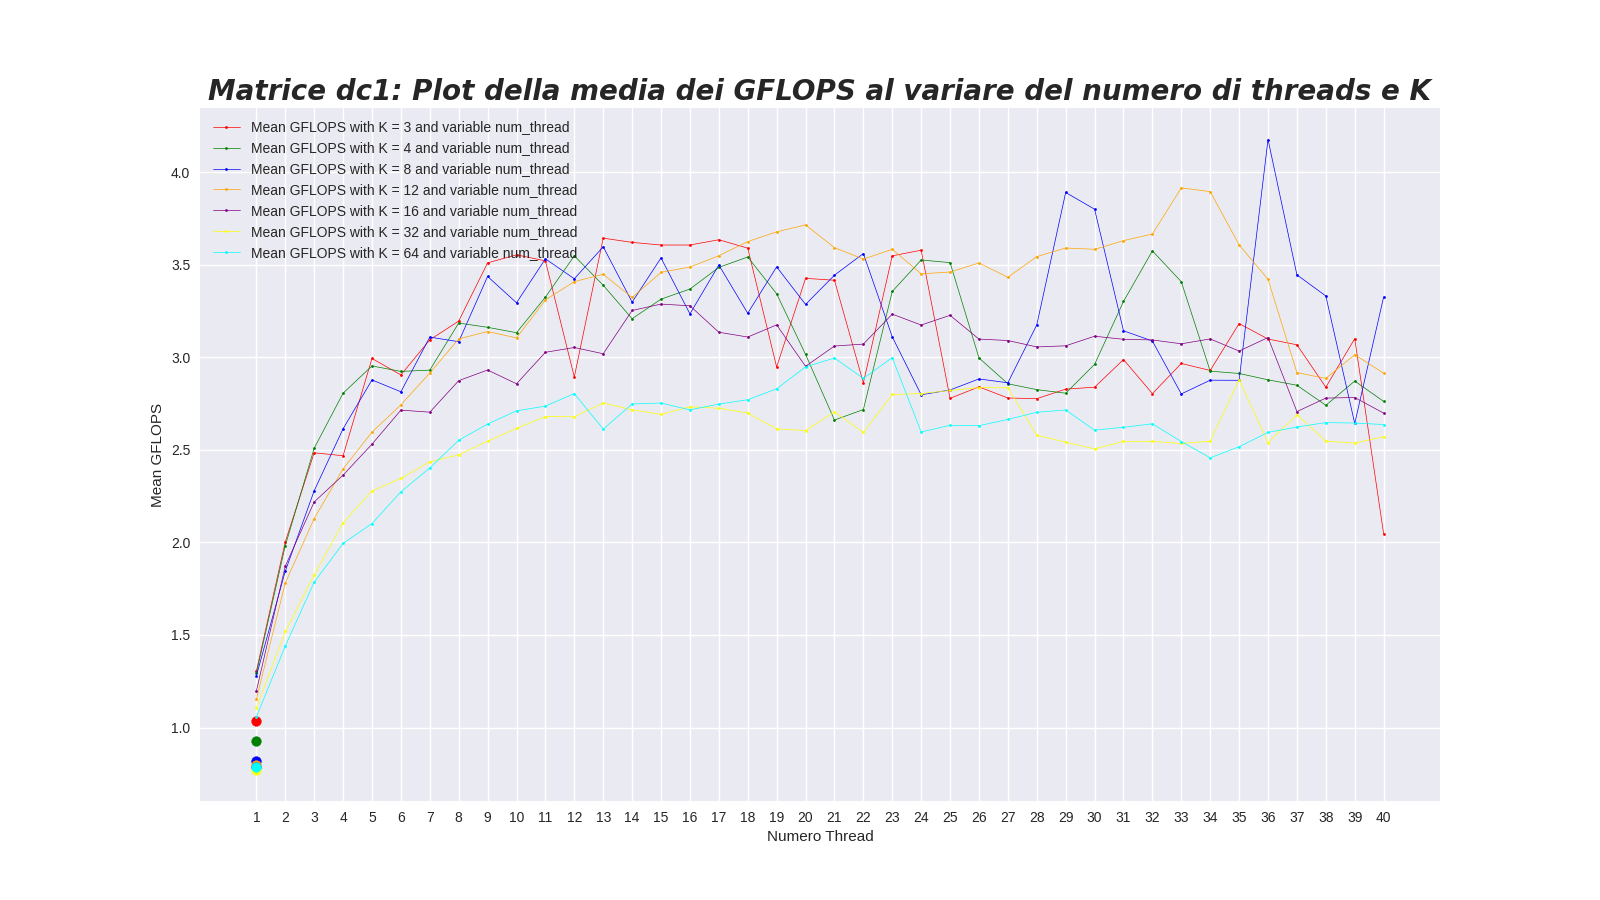 Matrice dc1: Plot della media dei GFLOPS al variare del numero di threads e K
Mean GFLOPS with K = 3 and variable num_thread
Mean GFLOPS with K = 4 and variable num_thread
Mean GFLOPS with K = 8 and variable num_thread
Mean GFLOPS with K = 12 and variable num_thread
Mean GFLOPS with K = 16 and variable num_thread
Mean GFLOPS with K = 32 and variable num_thread
Mean GFLOPS with K = 64 and variable num_thread
Mean GFLOPS
4.0
3.5
3.0
2.5
2.0
1.5
1.0
1 2 3 4 5 6 7 8 9 10 11 12 13 14 15 16 17 18 19 20 21 22 23 24 25 26 27 28 29 30 31 32 33 34 35 36 37 38 39 40
Numero Thread